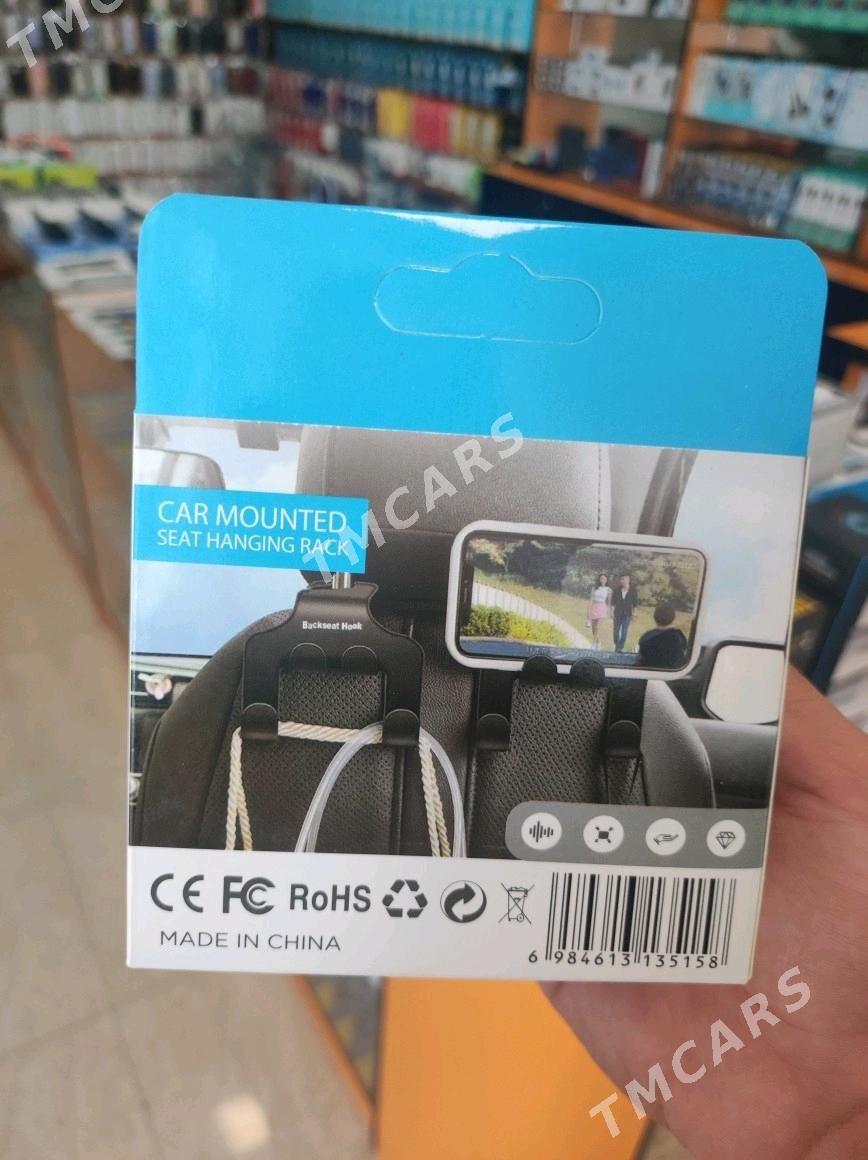 TMC
CAR MOUNTED
SEAT HANGING RACK
TMCARS
Backseat Hook
CE FC RoHS
MADE IN CHINA
6 984613 135158
TMCARS